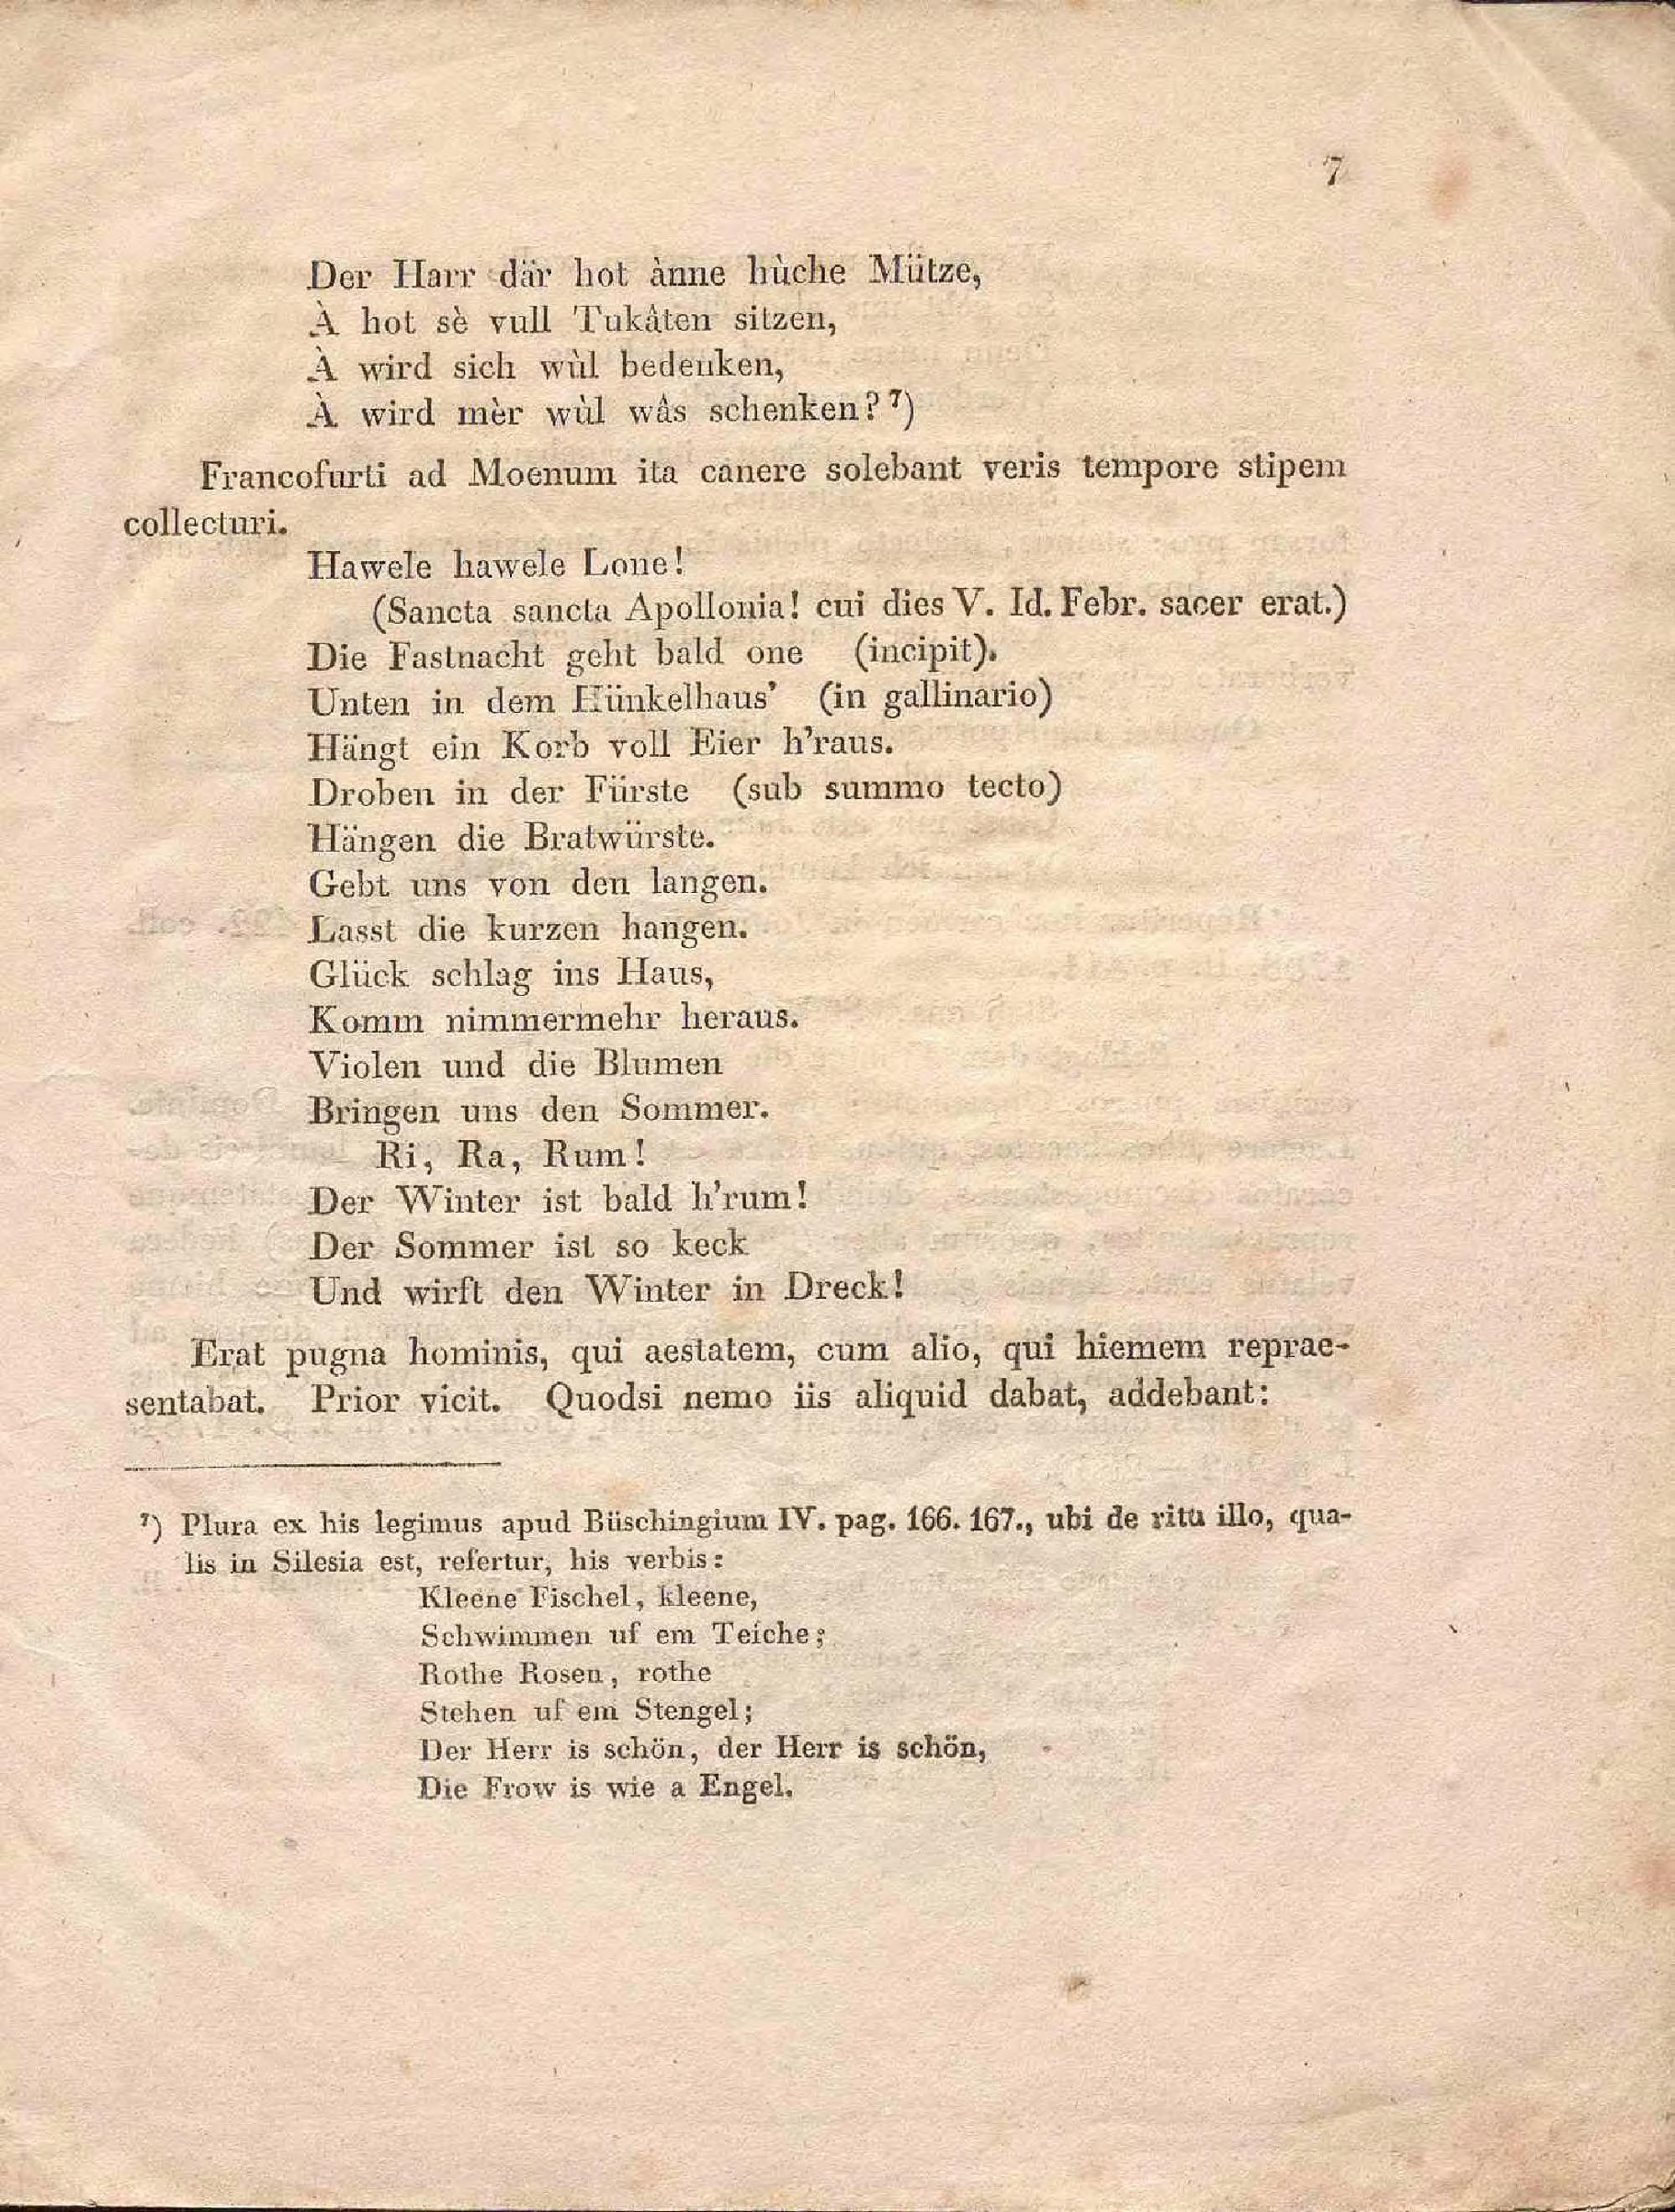 7
Der Harr där hot ànne hùche Mütze,
À hot sè vull Tukâten sitzen,
À wird sich wùl bedenken,
À wird mèr wùl wâs schenken? ⁷)
Francofurti ad Moenum ita canere solebant veris tempore stipem
collecturi.
Hawele hawele Lone!
(Sancta sancta Apollonia! cui dies V. Id. Febr. sacer erat.)
Die Fastnacht geht bald one (incipit).
Unten in dem Hünkelhaus' (in gallinario)
Hängt ein Korb voll Eier h'raus.
Droben in der Fürste (sub summo tecto)
Hängen die Bratwürste.
Gebt uns von den langen.
Lasst die kurzen hangen.
Glück schlag ins Haus,
Komm nimmermehr heraus.
Violen und die Blumen
Bringen uns den Sommer.
Ri, Ra, Rum!
Der Winter ist bald h'rum!
Der Sommer ist so keck
Und wirft den Winter in Dreck!
Erat pugna hominis, qui aestatem, cum alio, qui hiemem reprae-
sentabat. Prior vicit. Quodsi nemo iis aliquid dabat, addebant:
⁷) Plura ex his legimus apud Büschingium IV. pag. 166. 167., ubi de ritu illo, qua-
lis in Silesia est, refertur, his verbis:
Kleene Fischel, kleene,
Schwimmen uf em Teiche;
Rothe Rosen, rothe
Stehen uf em Stengel;
Der Herr is schön, der Herr is schön,
Die Frow is wie a Engel.